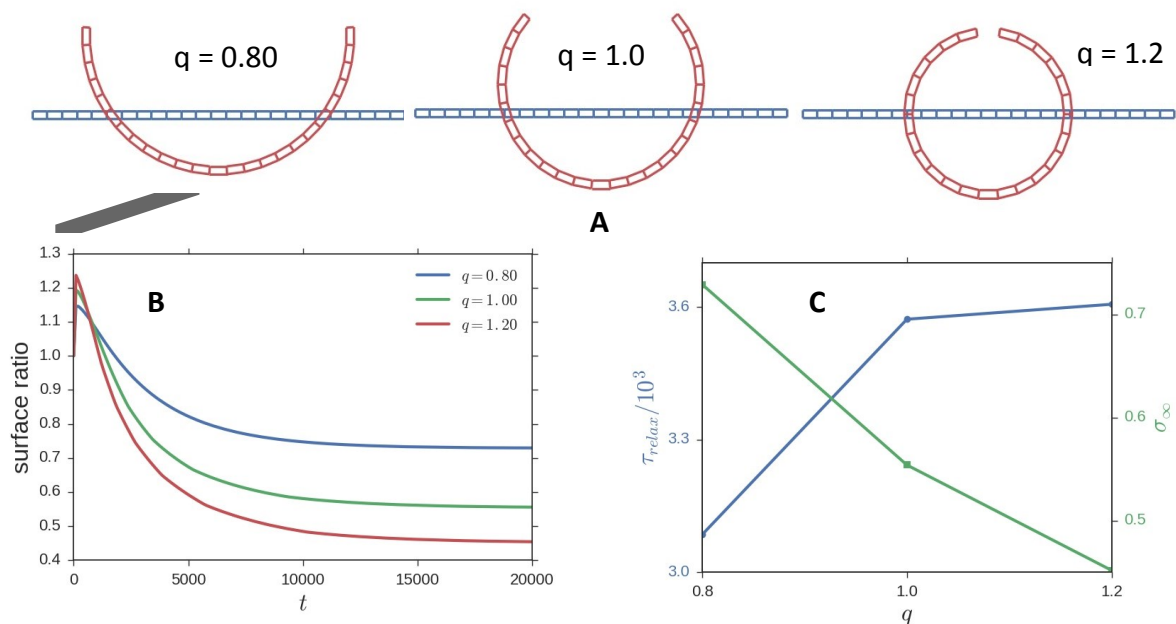 q = 0.80
q = 1.0
q = 1.2
A
B
q = 0.80
q = 1.00
q = 1.20
surface ratio
1.3
1.2
1.1
1.0
0.9
0.8
0.7
0.6
0.5
0.4
0
5000
10000
15000
20000
t
C
τ_relax/10³
3.6
3.3
3.0
0.7
0.6
0.5
σ_∞
0.8
1.0
1.2
q